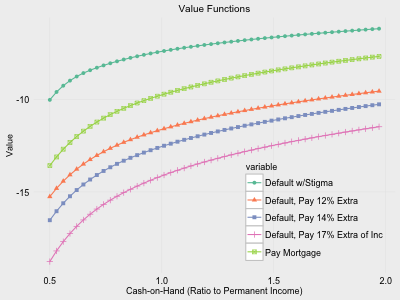 Value Functions
-10
Value
-15
variable
Default w/Stigma
Default, Pay 12% Extra
Default, Pay 14% Extra
Default, Pay 17% Extra of Inc
Pay Mortgage
0.5 1.0 1.5 2.0
Cash-on-Hand (Ratio to Permanent Income)